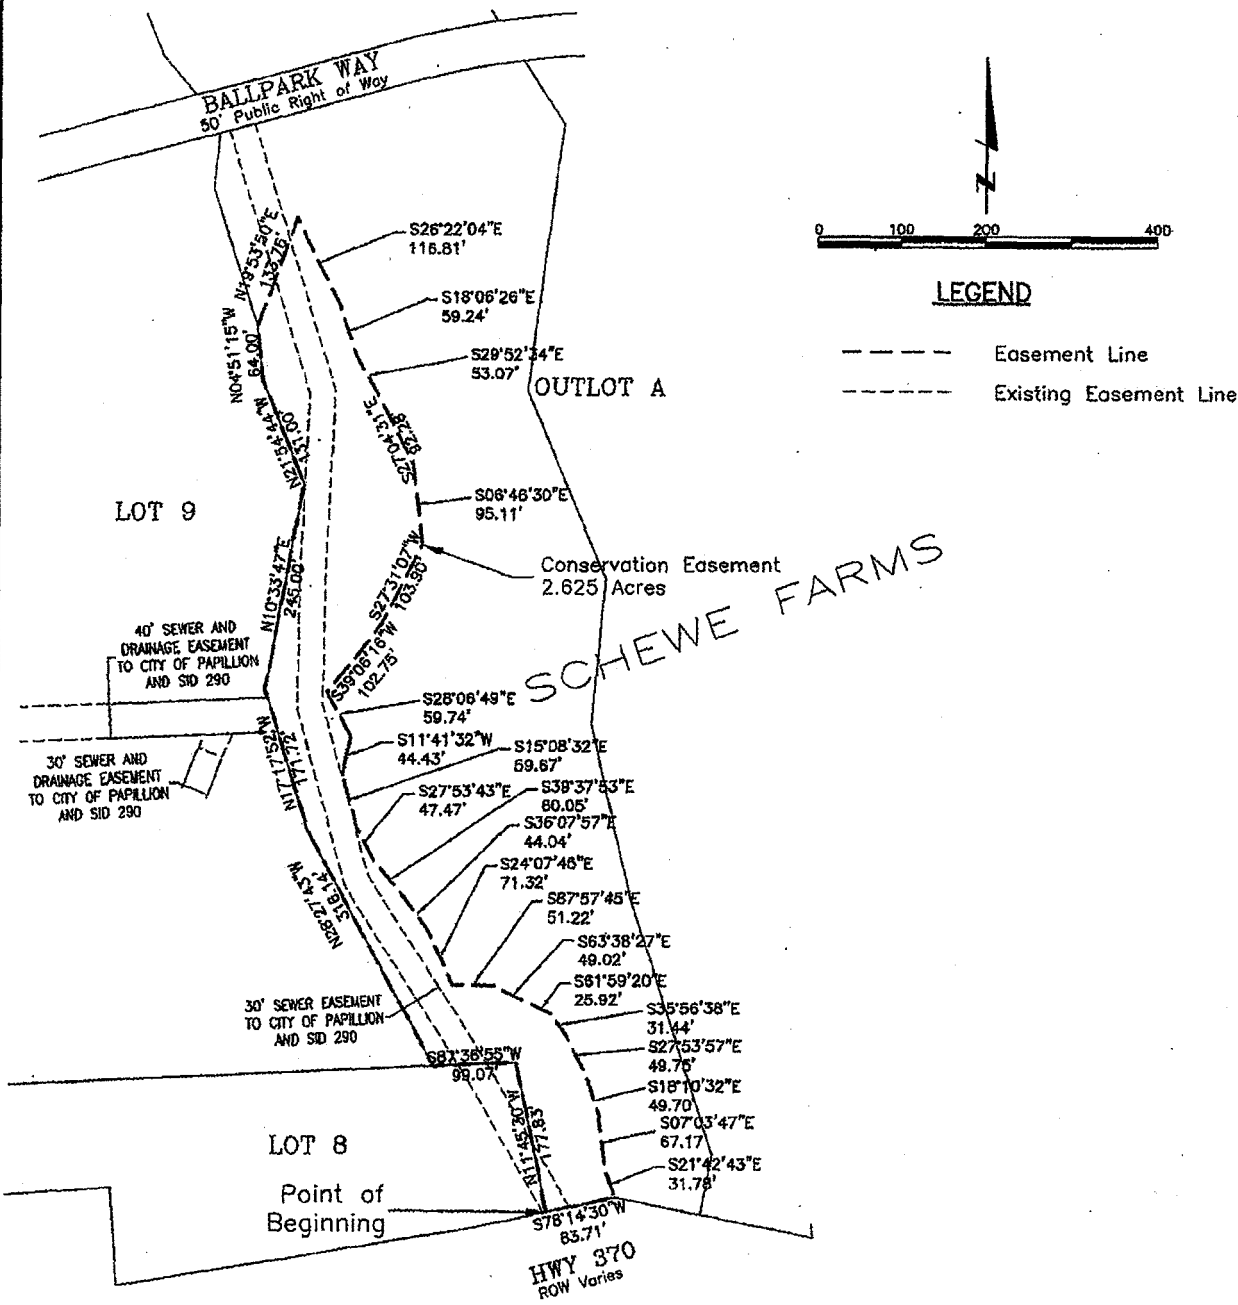 BALLPARK WAY
50' Public Right of Way
0 100 200 400
N
LEGEND
Easement Line
Existing Easement Line
S26°22'04"E
116.81'
N19°53'50"E
133.76'
S18°06'26"E
59.24'
N04°51'15"W
64.00'
S29°52'34"E
53.07'
OUTLOT A
S27°04'31"E
92.28'
N21°54'44"W
131.00'
S06°46'30"E
95.11'
LOT 9
Conservation Easement
2.625 Acres
S27°31'07"W
103.90'
SCHEWE FARMS
N10°33'47"E
245.00'
40' SEWER AND
DRAINAGE EASEMENT
TO CITY OF PAPILLION
AND SID 290
S39°06'16"W
102.75'
S28°06'49"E
59.74'
S11°41'32"W
44.43'
S15°08'32"E
59.67'
N17°17'52"W
171.72'
30' SEWER AND
DRAINAGE EASEMENT
TO CITY OF PAPILLION
AND SID 290
S27°53'43"E
47.47'
S39°37'53"E
60.05'
S36°07'57"E
44.04'
S24°07'46"E
71.32'
N28°27'43"W
316.14'
S87°57'45"E
51.22'
S63°38'27"E
49.02'
S61°59'20"E
25.92'
30' SEWER EASEMENT
TO CITY OF PAPILLION
AND SID 290
S35°56'38"E
31.44'
S27°53'57"E
49.75'
S87°36'55"W
99.07'
S18°10'32"E
49.70'
N11°45'30"W
177.83'
S07°03'47"E
67.17'
LOT 8
S21°42'43"E
31.78'
Point of
Beginning
S78°14'30"W
83.71'
HWY 370
ROW Varies